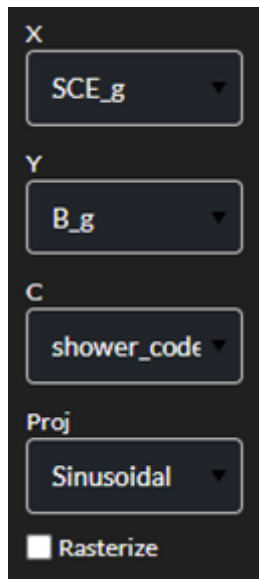 X
SCE_g
Y
B_g
C
shower_code
Proj
Sinusoidal
Rasterize